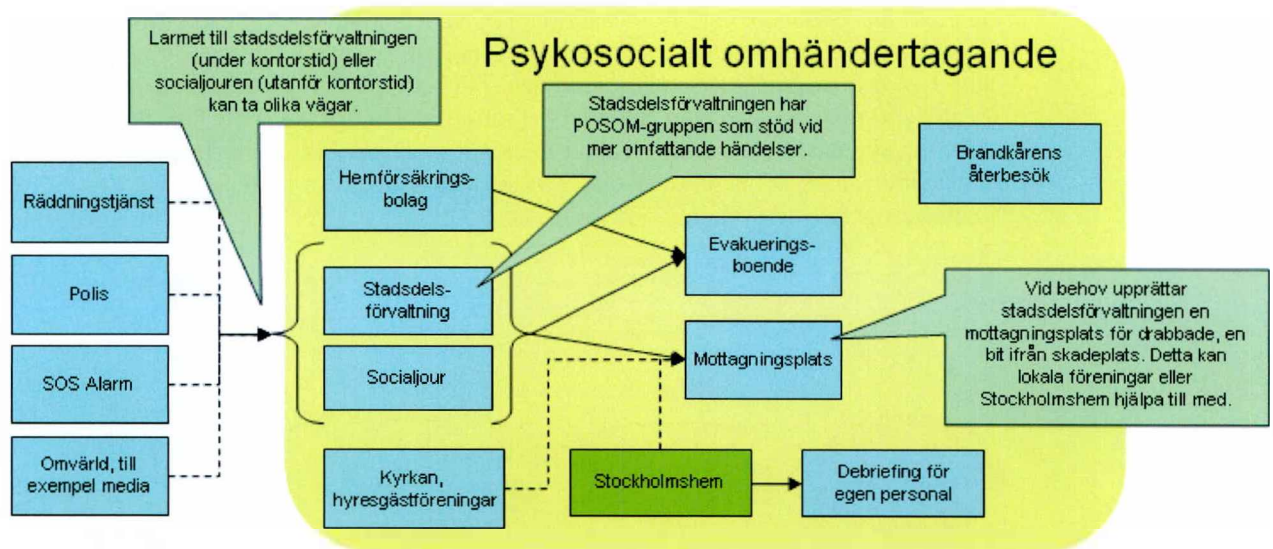 Psykosocialt omhändertagande
Larmet till stadsdelsförvaltningen
(under kontorstid) eller
socialjouren (utanför kontorstid)
kan ta olika vägar.
Stadsdelsförvaltningen har
POSOM-gruppen som stöd vid
mer omfattande händelser.
Brandkårens
återbesök
Räddningstjänst
Polis
SOS Alarm
Omvärld, till
exempel media
Hemförsäkrings-
bolag
Stadsdels-
förvaltning
Socialjour
Kyrkan,
hyresgästföreningar
Evakuerings-
boende
Mottagningsplats
Vid behov upprättar
stadsdelsförvaltningen en
mottagningsplats för drabbade, en
bit ifrån skadeplats. Detta kan
lokala föreningar eller
Stockholmshem hjälpa till med.
Stockholmshem
Debriefing för
egen personal